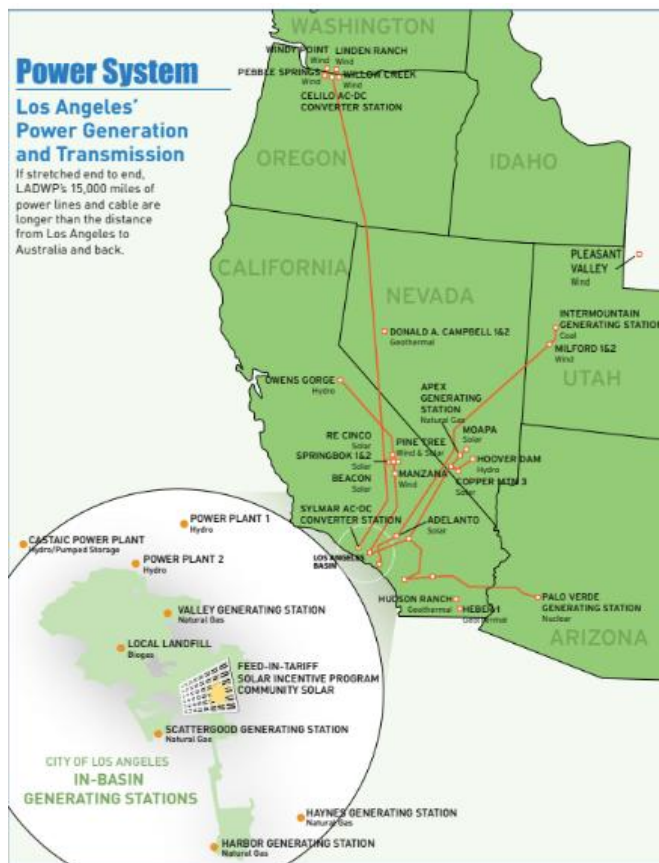 WASHINGTON
WINDY POINT
Wind
LINDEN RANCH
Wind
PEBBLE SPRINGS
Wind
WILLOW CREEK
Wind
CELILO AC-DC
CONVERTER STATION
Power System
Los Angeles'
Power Generation
and Transmission
If stretched end to end,
LADWP's 15,000 miles of
power lines and cable are
longer than the distance
from Los Angeles to
Australia and back.
OREGON
IDAHO
CALIFORNIA
NEVADA
UTAH
ARIZONA
PLEASANT
VALLEY
Wind
INTERMOUNTAIN
GENERATING STATION
Coal
MILFORD 1&2
Wind
DONALD A. CAMPBELL 1&2
Geothermal
OWENS GORGE
Hydro
APEX
GENERATING
STATION
Natural Gas
MOAPA
Solar
HOOVER DAM
Hydro
COPPER MTN 3
Solar
RE CINCO
Solar
SPRINGBOK 1&2
Solar
BEACON
Solar
PINE TREE
Wind & Solar
MANZANA
Wind
SYLMAR AC-DC
CONVERTER STATION
ADELANTO
Solar
LOS ANGELES
BASIN
HUDSON RANCH
Geothermal
HEBER 1
Geothermal
PALO VERDE
GENERATING STATION
Nuclear
POWER PLANT 1
Hydro
CASTAIC POWER PLANT
Hydro/Pumped Storage
POWER PLANT 2
Hydro
VALLEY GENERATING STATION
Natural Gas
LOCAL LANDFILL
Biogas
FEED-IN-TARIFF
SOLAR INCENTIVE PROGRAM
COMMUNITY SOLAR
SCATTERGOOD GENERATING STATION
Natural Gas
CITY OF LOS ANGELES
IN-BASIN
GENERATING STATIONS
HAYNES GENERATING STATION
Natural Gas
HARBOR GENERATING STATION
Natural Gas